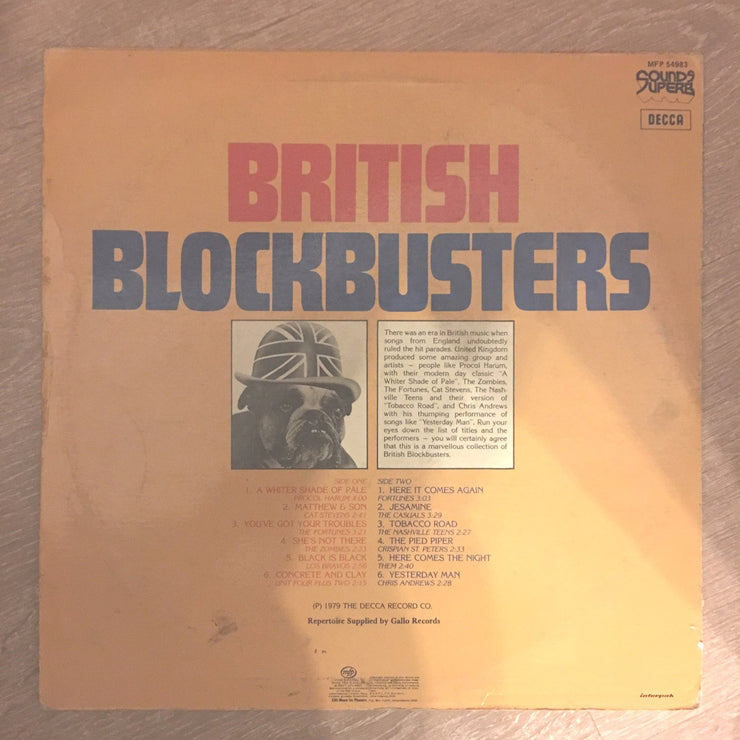 MFP 54983
SOUNDS SUPERB
DECCA
BRITISH
BLOCKBUSTERS
There was an era in British music when
songs from England undoubtedly
ruled the hit parades. United Kingdom
produced some amazing group and
artists – people like Procol Harum,
with their modern day classic "A
Whiter Shade of Pale", The Zombies,
The Fortunes, Cat Stevens, The Nash-
ville Teens and their version of
"Tobacco Road", and Chris Andrews
with his thumping performance of
songs like "Yesterday Man". Run your
eyes down the list of titles and the
performers – you will certainly agree
that this is a marvellous collection of
British Blockbusters.
SIDE ONE
1. A WHITER SHADE OF PALE
PROCOL HARUM 4:00
2. MATTHEW & SON
CAT STEVENS 2:41
3. YOU'VE GOT YOUR TROUBLES
THE FORTUNES 3:21
4. SHE'S NOT THERE
THE ZOMBIES 2:23
5. BLACK IS BLACK
LOS BRAVOS 2:56
6. CONCRETE AND CLAY
UNIT FOUR PLUS TWO 2:15
SIDE TWO
1. HERE IT COMES AGAIN
FORTUNES 3:03
2. JESAMINE
THE CASUALS 3:29
3. TOBACCO ROAD
THE NASHVILLE TEENS 2:27
4. THE PIED PIPER
CRISPIAN ST. PETERS 2:33
5. HERE COMES THE NIGHT
THEM 2:40
6. YESTERDAY MAN
CHRIS ANDREWS 2:28
(P) 1979 THE DECCA RECORD CO.
Repertoire Supplied by Gallo Records
mfp
interpak